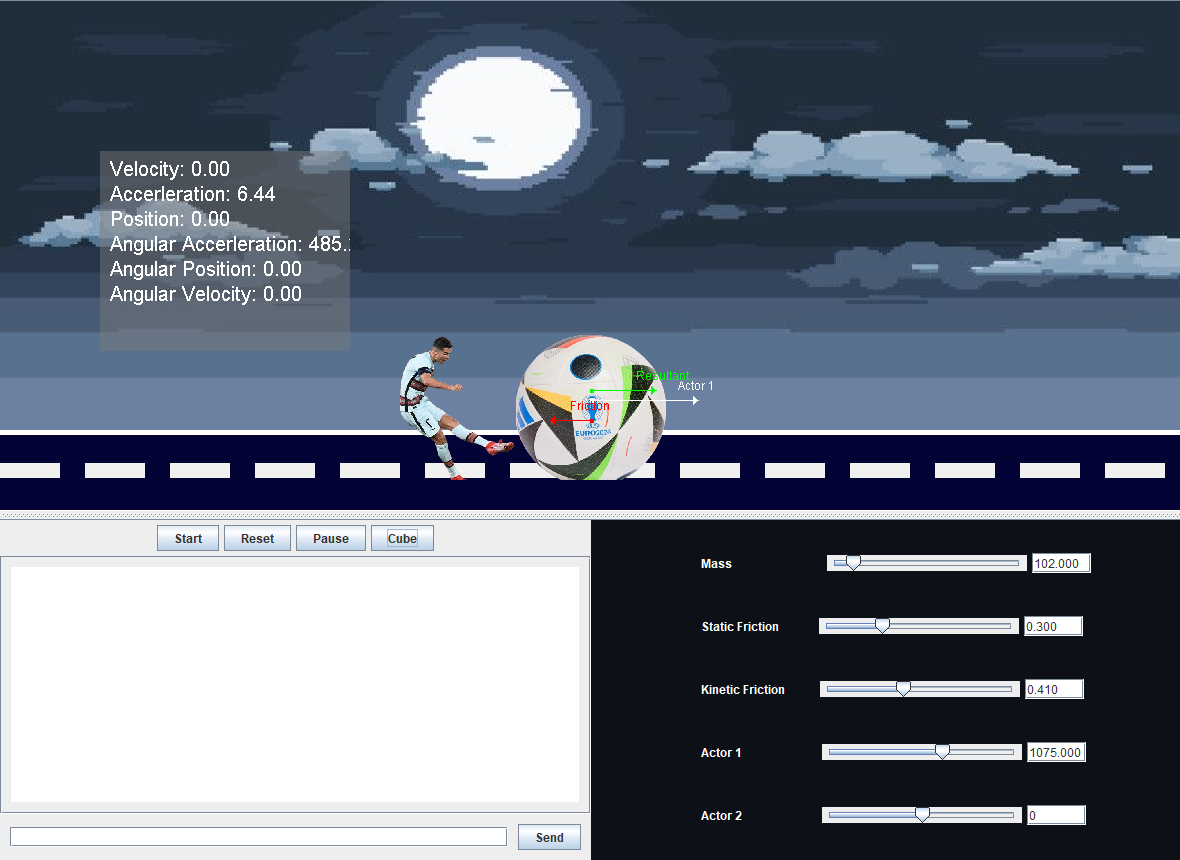 Velocity: 0.00
Accerleration: 6.44
Position: 0.00
Angular Accerleration: 485.
Angular Position: 0.00
Angular Velocity: 0.00
Resultent
Actor 1
Friction
EURO2024
GERMANY
Start Reset Pause Cube
Send
Mass 102.000
Static Friction 0.300
Kinetic Friction 0.410
Actor 1 1075.000
Actor 2 0